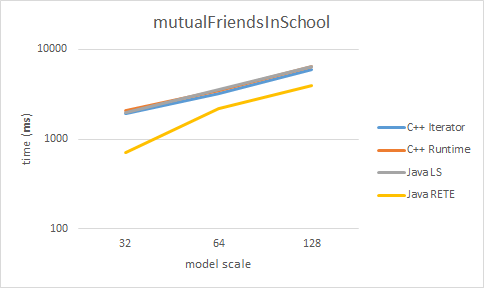 mutualFriendsInSchool
10000
1000
100
time (ms)
32 64 128
model scale
C++ Iterator
C++ Runtime
Java LS
Java RETE